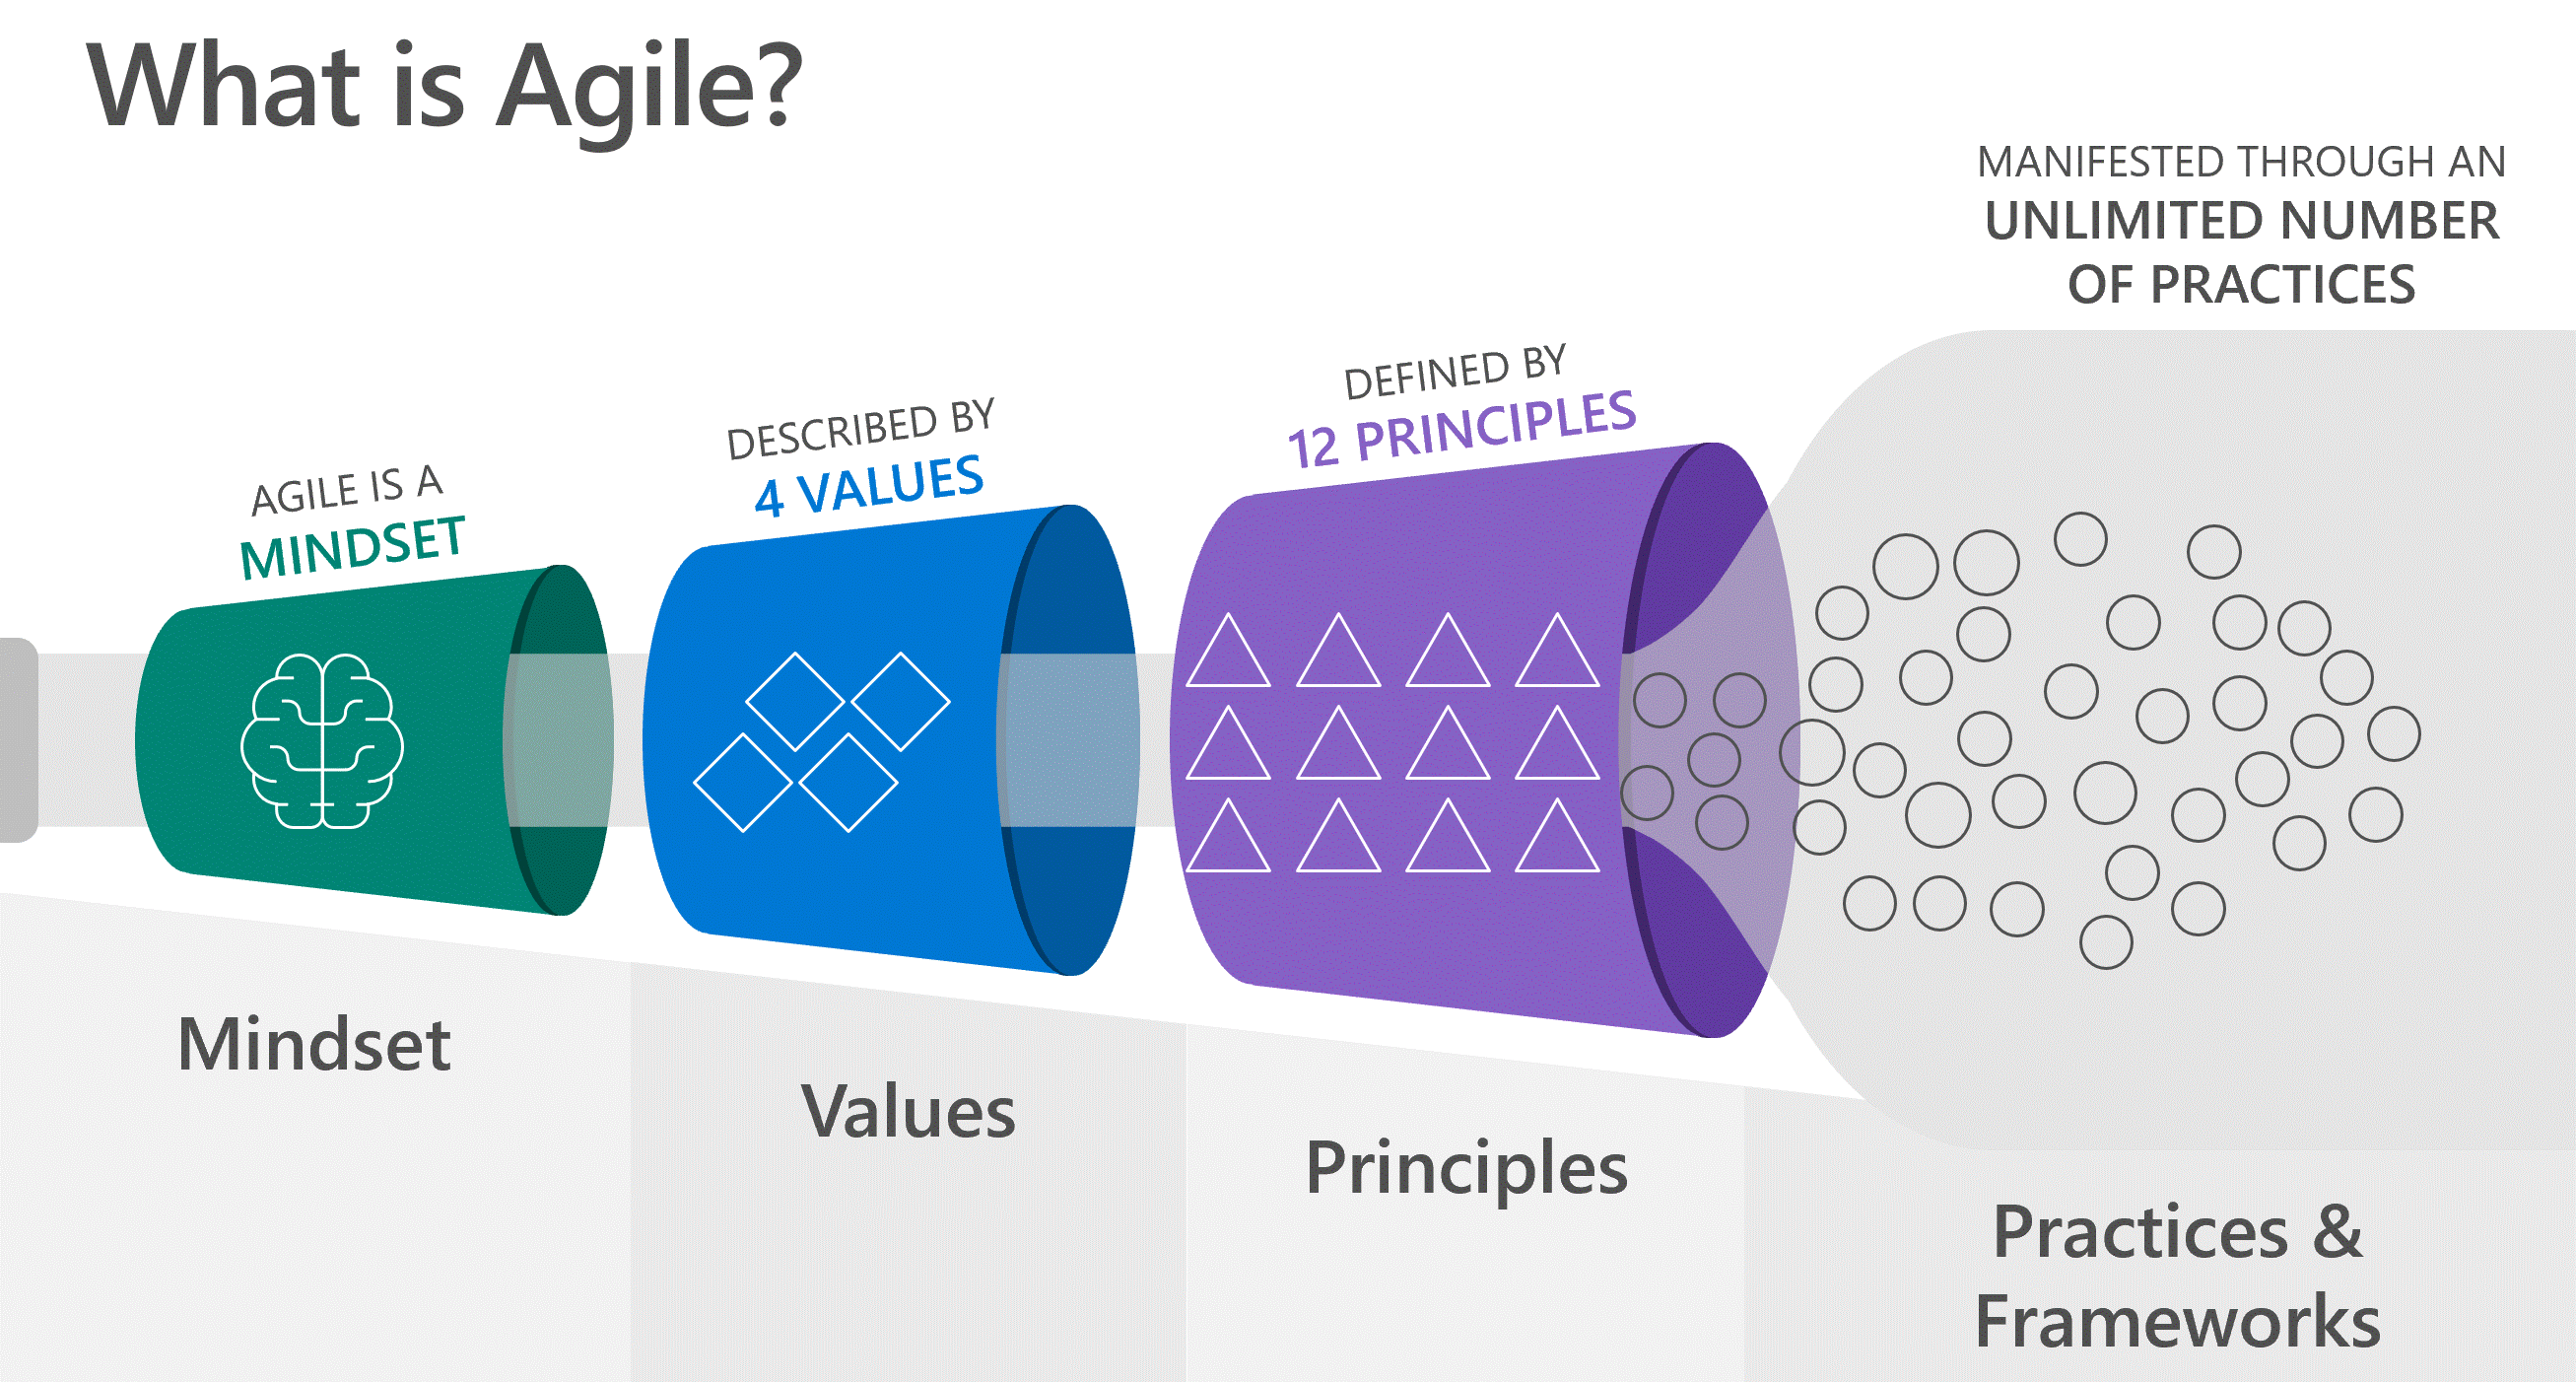 What is Agile?
MANIFESTED THROUGH AN
UNLIMITED NUMBER
OF PRACTICES
AGILE IS A
MINDSET
DESCRIBED BY
4 VALUES
DEFINED BY
12 PRINCIPLES
Mindset
Values
Principles
Practices &
Frameworks